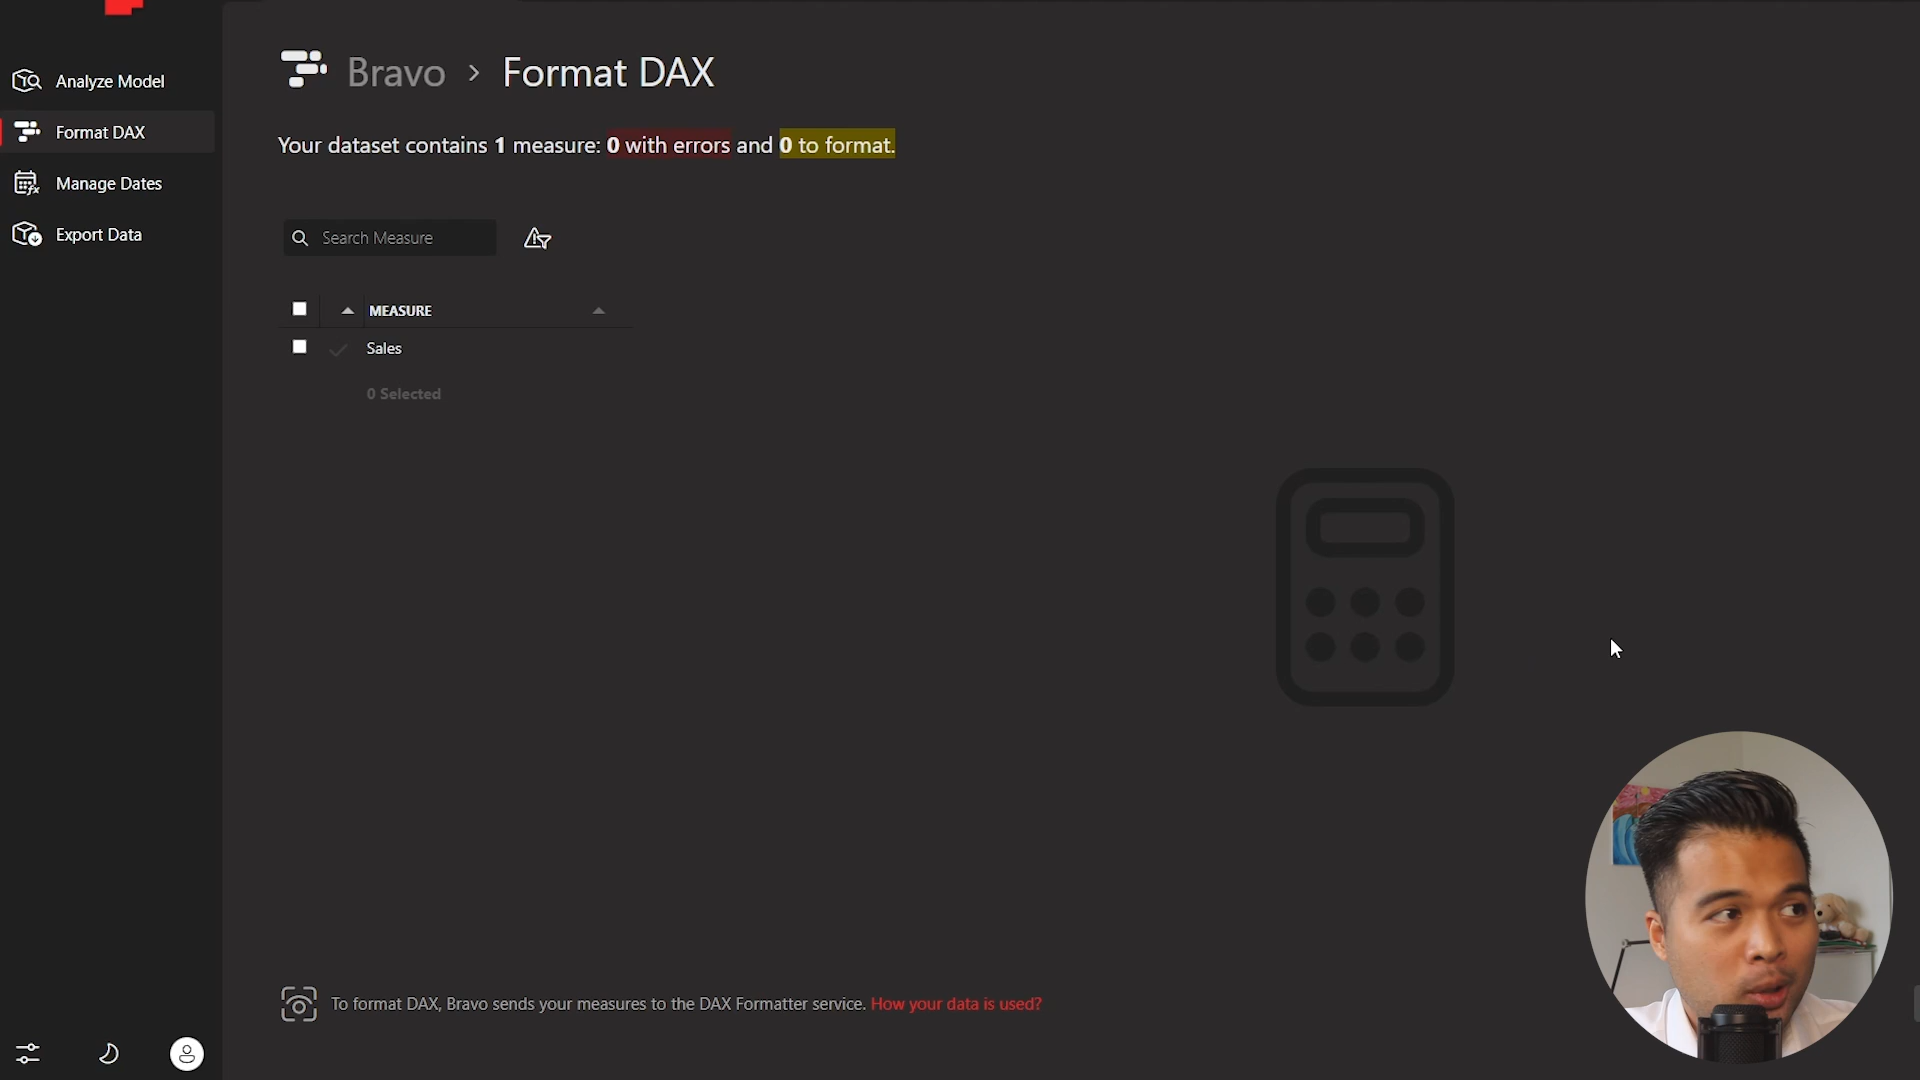 Analyze Model
Format DAX
Manage Dates
Export Data
Bravo > Format DAX
Your dataset contains 1 measure: 0 with errors and 0 to format.
Search Measure
MEASURE
Sales
0 Selected
To format DAX, Bravo sends your measures to the DAX Formatter service. How your data is used?